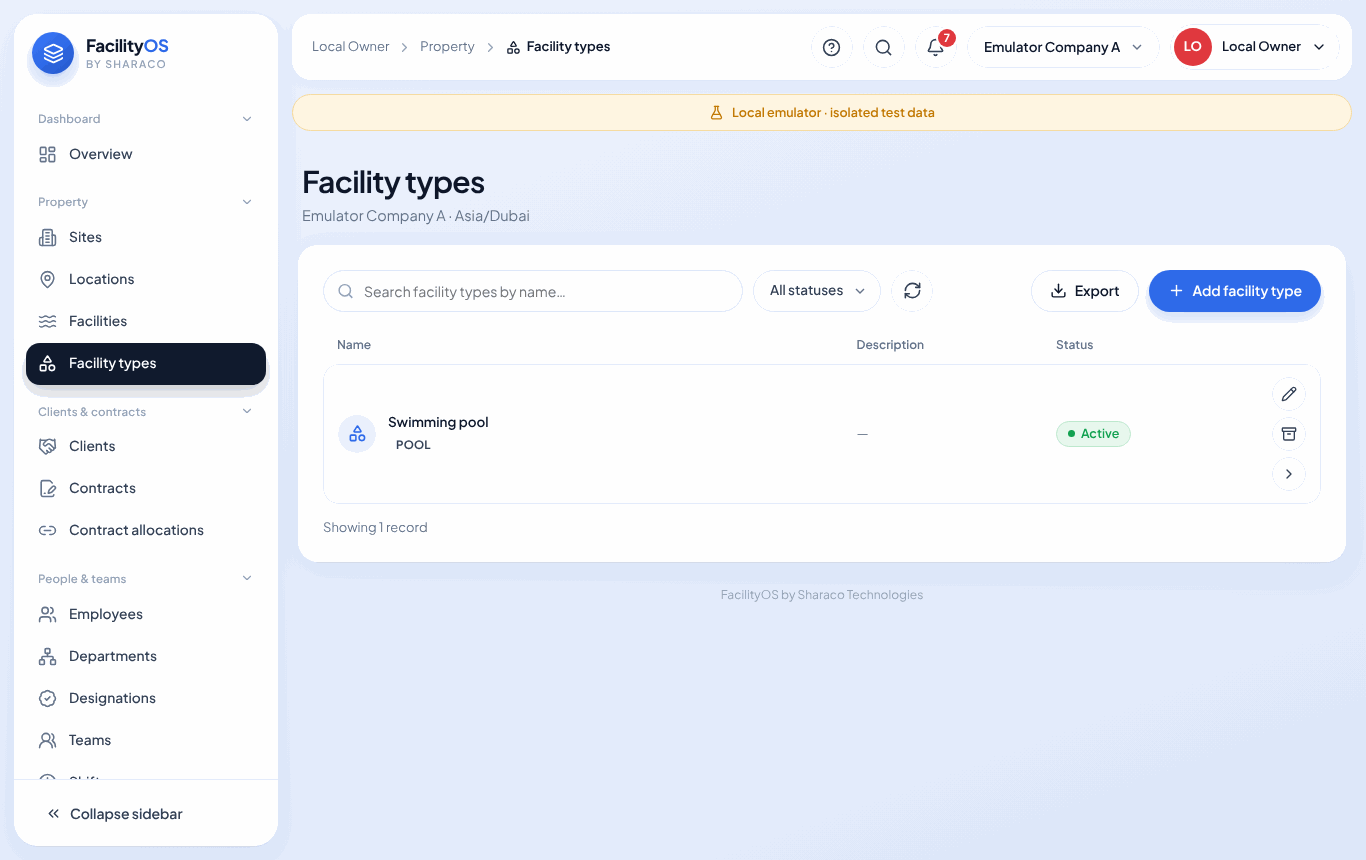 FacilityOS
BY SHARACO
Dashboard
Overview
Property
Sites
Locations
Facilities
Facility types
Clients & contracts
Clients
Contracts
Contract allocations
People & teams
Employees
Departments
Designations
Teams
Collapse sidebar
Local Owner
Property
Facility types
7
Emulator Company A
LO
Local Owner
Local emulator · isolated test data
Facility types
Emulator Company A · Asia/Dubai
Search facility types by name...
All statuses
Export
Add facility type
Name
Description
Status
Swimming pool
POOL
—
Active
Showing 1 record
FacilityOS by Sharaco Technologies